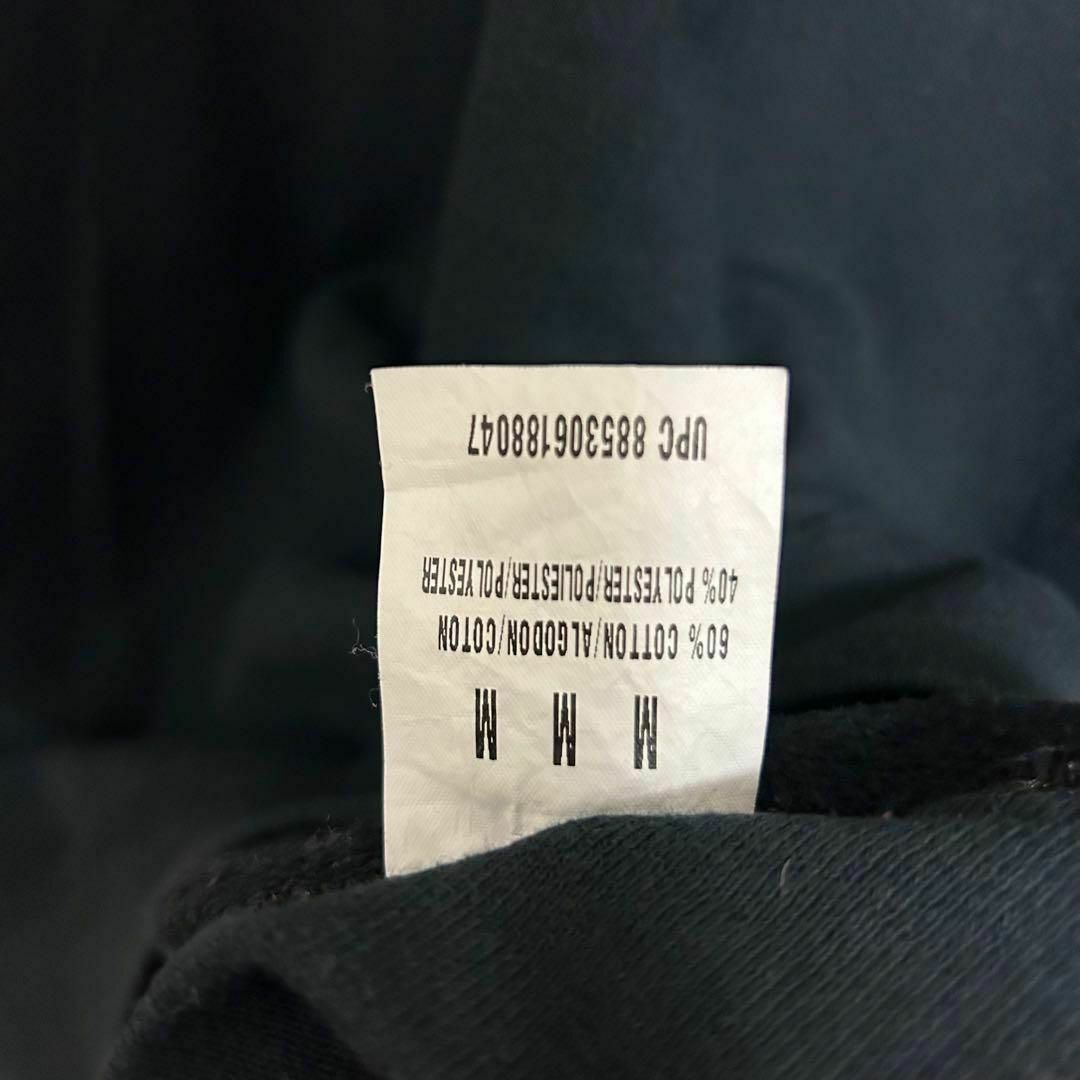 M M M
60% COTTON/ALGODON/COTON
40% POLYESTER/POLIESTER/POLYESTER
UPC 885306188047